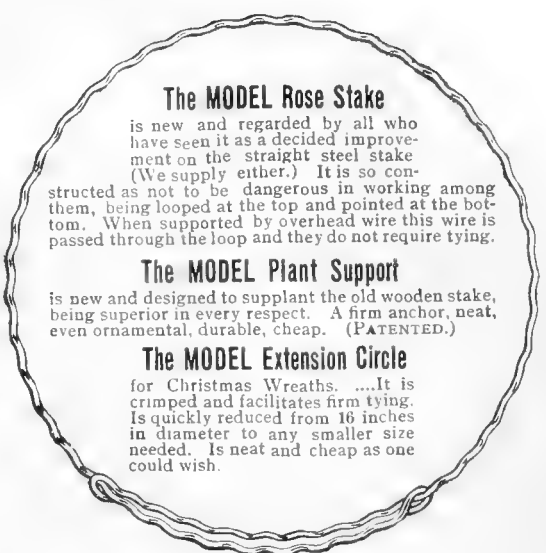 The MODEL Rose Stake
is new and regarded by all who
have seen it as a decided improve-
ment on the straight steel stake
(We supply either.) It is so con-
structed as not to be dangerous in working among
them, being looped at the top and pointed at the bot-
tom. When supported by overhead wire this wire is
passed through the loop and they do not require tying.
The MODEL Plant Support
is new and designed to supplant the old wooden stake,
being superior in every respect. A firm anchor, neat,
even ornamental, durable, cheap. (PATENTED.)
The MODEL Extension Circle
for Christmas Wreaths. ....It is
crimped and facilitates firm tying.
Is quickly reduced from 16 inches
in diameter to any smaller size
needed. Is neat and cheap as one
could wish.